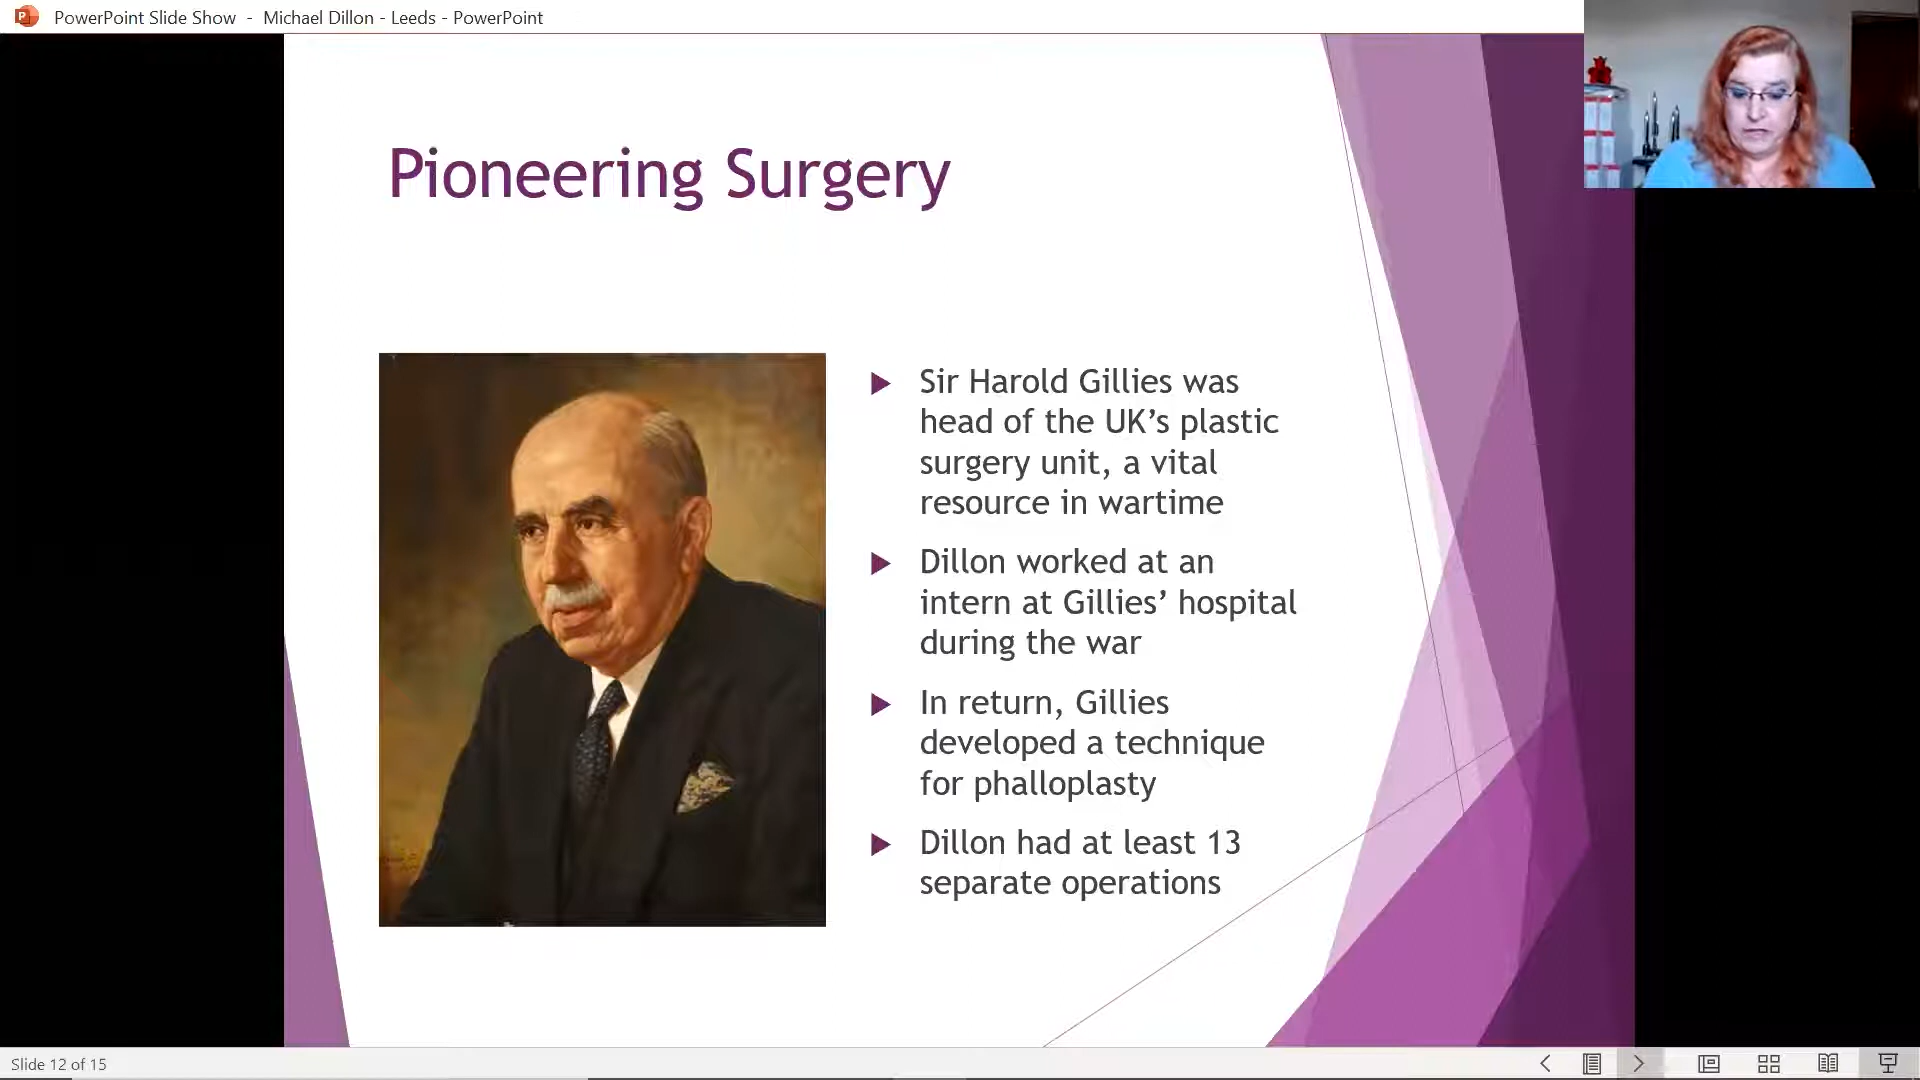 PowerPoint Slide Show - Michael Dillon - Leeds - PowerPoint
Pioneering Surgery
Sir Harold Gillies was
head of the UK’s plastic
surgery unit, a vital
resource in wartime
Dillon worked at an
intern at Gillies’ hospital
during the war
In return, Gillies
developed a technique
for phalloplasty
Dillon had at least 13
separate operations
Slide 12 of 15